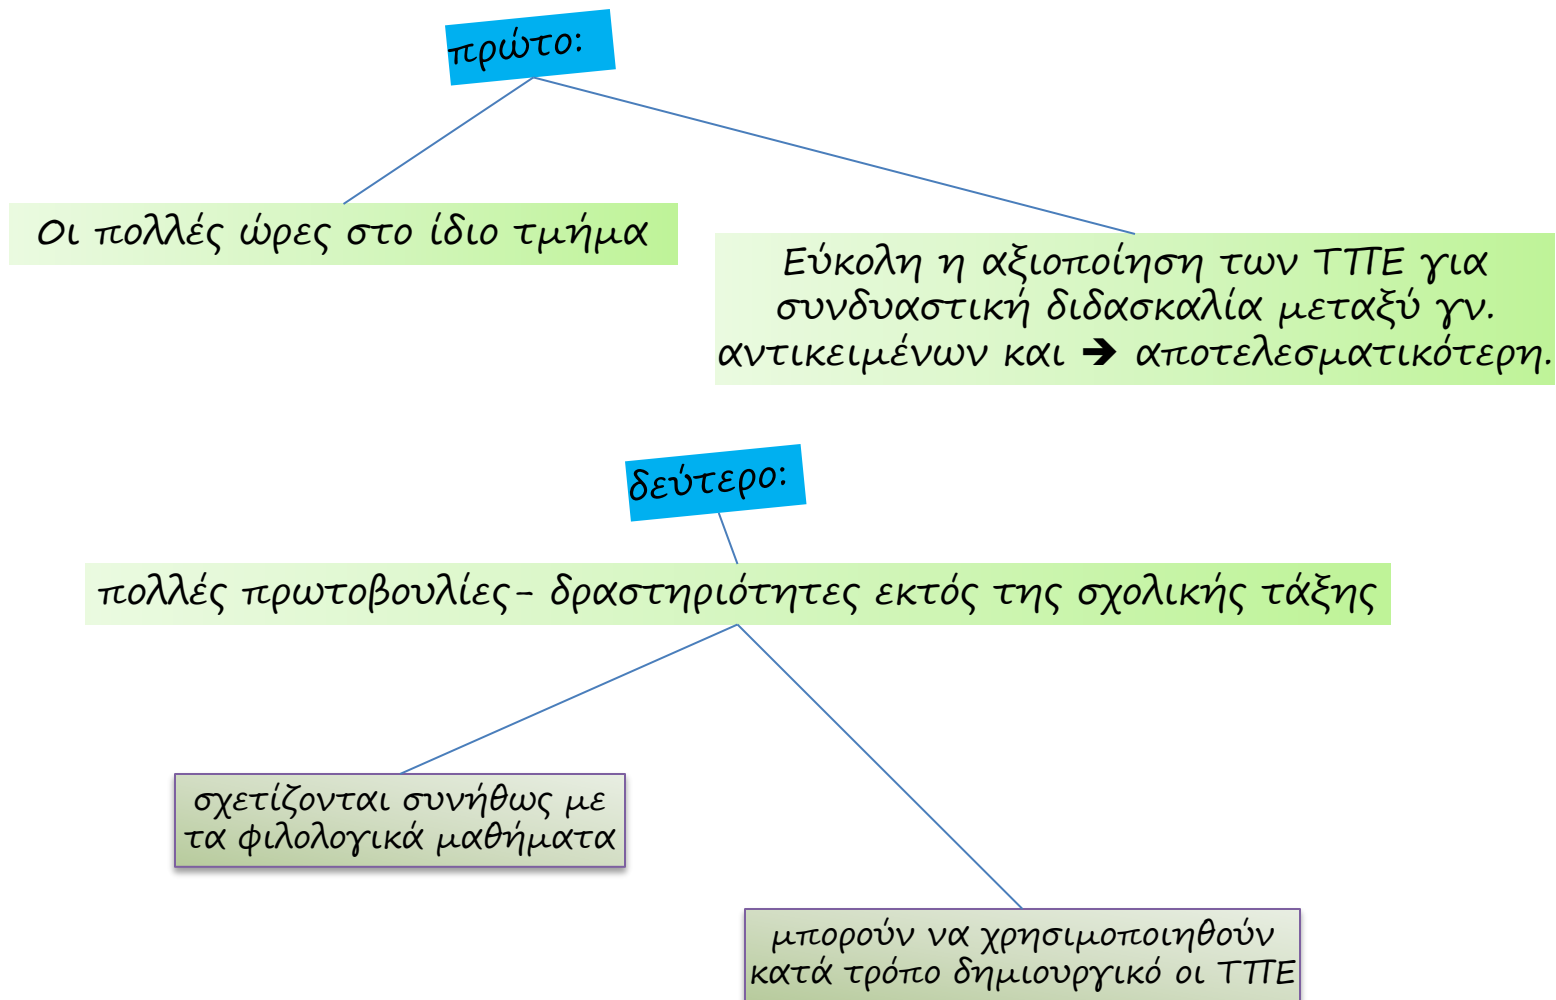 πρώτο:
Οι πολλές ώρες στο ίδιο τμήμα
Εύκολη η αξιοποίηση των ΤΠΕ για
συνδυαστική διδασκαλία μεταξύ γν.
αντικειμένων και ➔ αποτελεσματικότερη.
δεύτερο:
πολλές πρωτοβουλίες- δραστηριότητες εκτός της σχολικής τάξης
σχετίζονται συνήθως με
τα φιλολογικά μαθήματα
μπορούν να χρησιμοποιηθούν
κατά τρόπο δημιουργικό οι ΤΠΕ